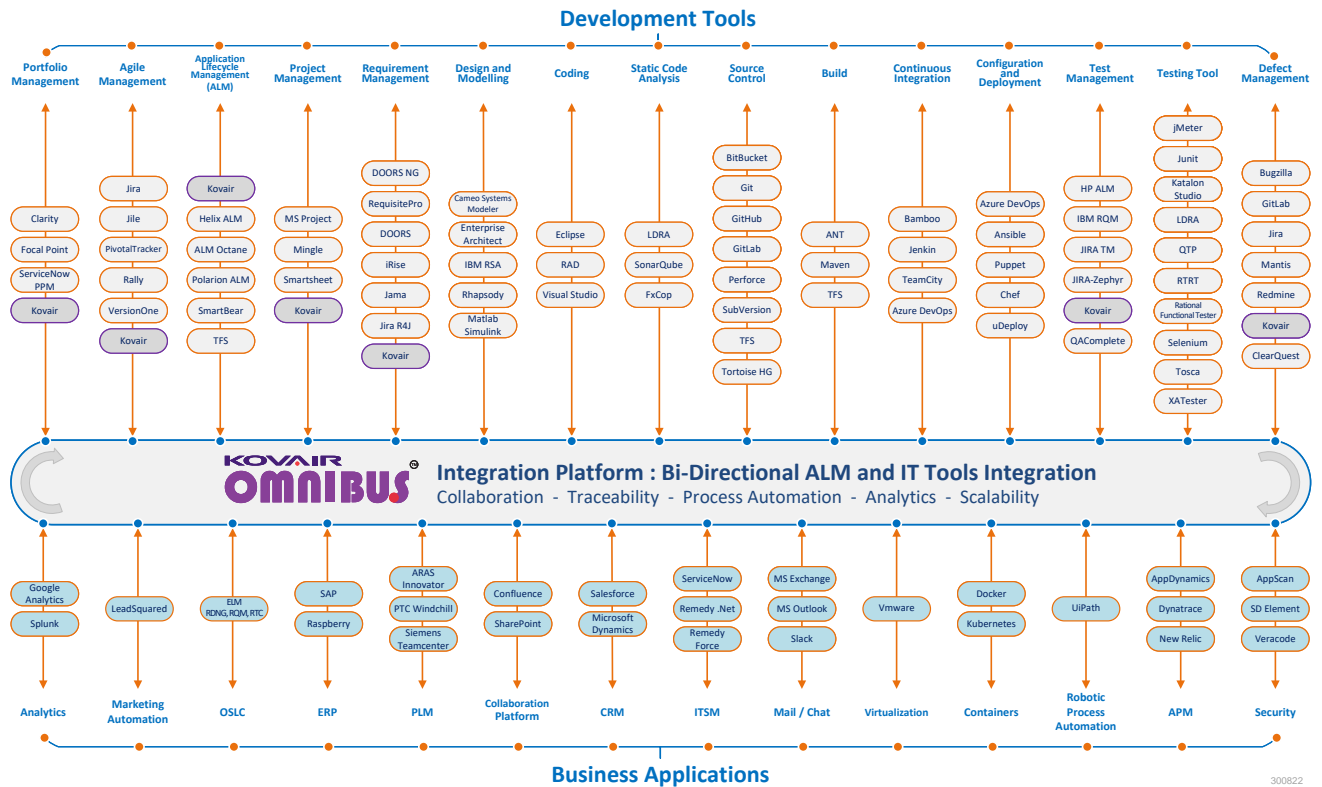 Development Tools
Portfolio
Management
Agile
Management
Application
Lifecycle
Management
(ALM)
Project
Management
Requirement
Management
Design and
Modelling
Coding
Static Code
Analysis
Source
Control
Build
Continuous
Integration
Configuration
and
Deployment
Test
Management
Testing Tool
Defect
Management
Clarity
Focal Point
ServiceNow
PPM
Kovair
Jira
Jile
PivotalTracker
Rally
VersionOne
Kovair
Kovair
Helix ALM
ALM Octane
Polarion ALM
SmartBear
TFS
MS Project
Mingle
Smartsheet
Kovair
DOORS NG
RequisitePro
DOORS
iRise
Jama
Jira R4J
Kovair
Cameo Systems
Modeler
Enterprise
Architect
IBM RSA
Rhapsody
Matlab
Simulink
Eclipse
RAD
Visual Studio
LDRA
SonarQube
FxCop
BitBucket
Git
GitHub
GitLab
Perforce
SubVersion
TFS
Tortoise HG
ANT
Maven
TFS
Bamboo
Jenkin
TeamCity
Azure DevOps
Azure DevOps
Ansible
Puppet
Chef
uDeploy
HP ALM
IBM RQM
JIRA TM
JIRA-Zephyr
Kovair
QAComplete
jMeter
Junit
Katalon
Studio
LDRA
QTP
RTRT
Rational
Functional Tester
Selenium
Tosca
XATester
Bugzilla
GitLab
Jira
Mantis
Redmine
Kovair
ClearQuest
KOVAIR
OMNIBUS TM
Integration Platform : Bi-Directional ALM and IT Tools Integration
Collaboration - Traceability - Process Automation - Analytics - Scalability
Google
Analytics
Splunk
LeadSquared
ELM
RDNG, RQM, RTC
SAP
Raspberry
ARAS
Innovator
PTC Windchill
Siemens
Teamcenter
Confluence
SharePoint
Salesforce
Microsoft
Dynamics
ServiceNow
Remedy .Net
Remedy
Force
MS Exchange
MS Outlook
Slack
Vmware
Docker
Kubernetes
UiPath
AppDynamics
Dynatrace
New Relic
AppScan
SD Element
Veracode
Analytics
Marketing
Automation
OSLC
ERP
PLM
Collaboration
Platform
CRM
ITSM
Mail / Chat
Virtualization
Containers
Robotic
Process
Automation
APM
Security
Business Applications
300822